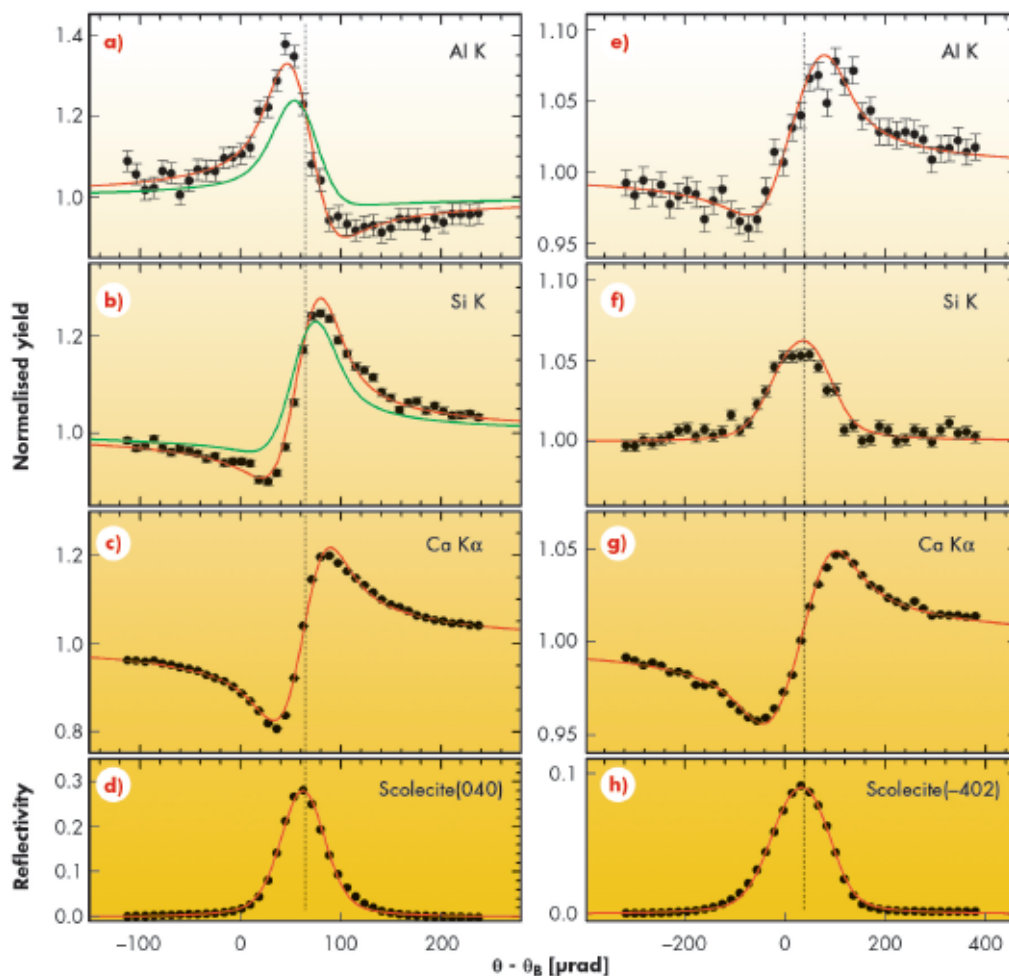 a)
Al K
1.4
1.2
1.0
b)
Si K
1.2
1.0
c)
Ca Kα
1.2
1.0
0.8
d)
Scolecite(040)
0.3
0.2
0.1
0.0
−100
0
100
200
e)
Al K
1.10
1.05
1.00
0.95
f)
Si K
1.10
1.05
1.00
g)
Ca Kα
1.05
1.00
0.95
h)
Scolecite(−402)
0.1
0.0
−200
0
200
400
Normalised yield
Reflectivity
θ - θB [µrad]